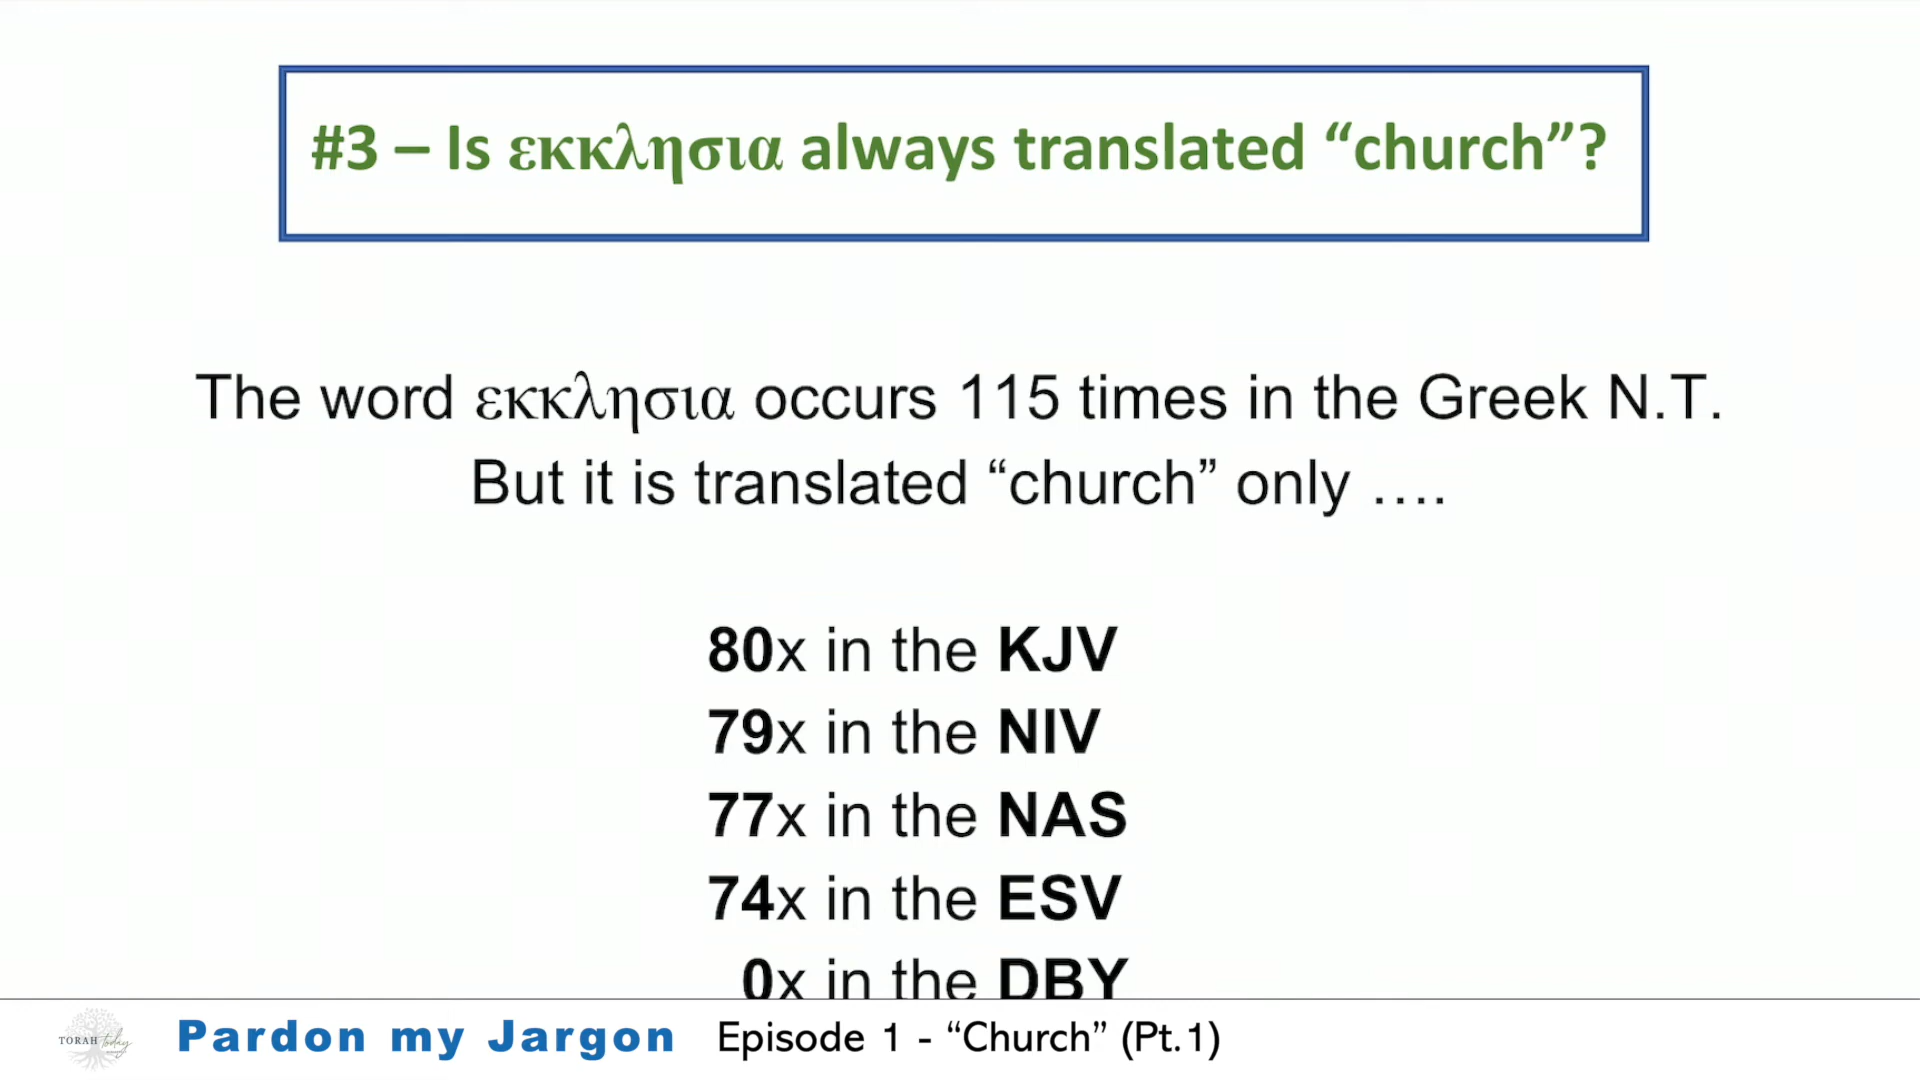 #3 – Is εκκλησια always translated “church”?
The word εκκλησια occurs 115 times in the Greek N.T.
But it is translated “church” only ….
80x in the KJV
79x in the NIV
77x in the NAS
74x in the ESV
0x in the DBY
TORAH today
Pardon my Jargon Episode 1 - “Church” (Pt.1)